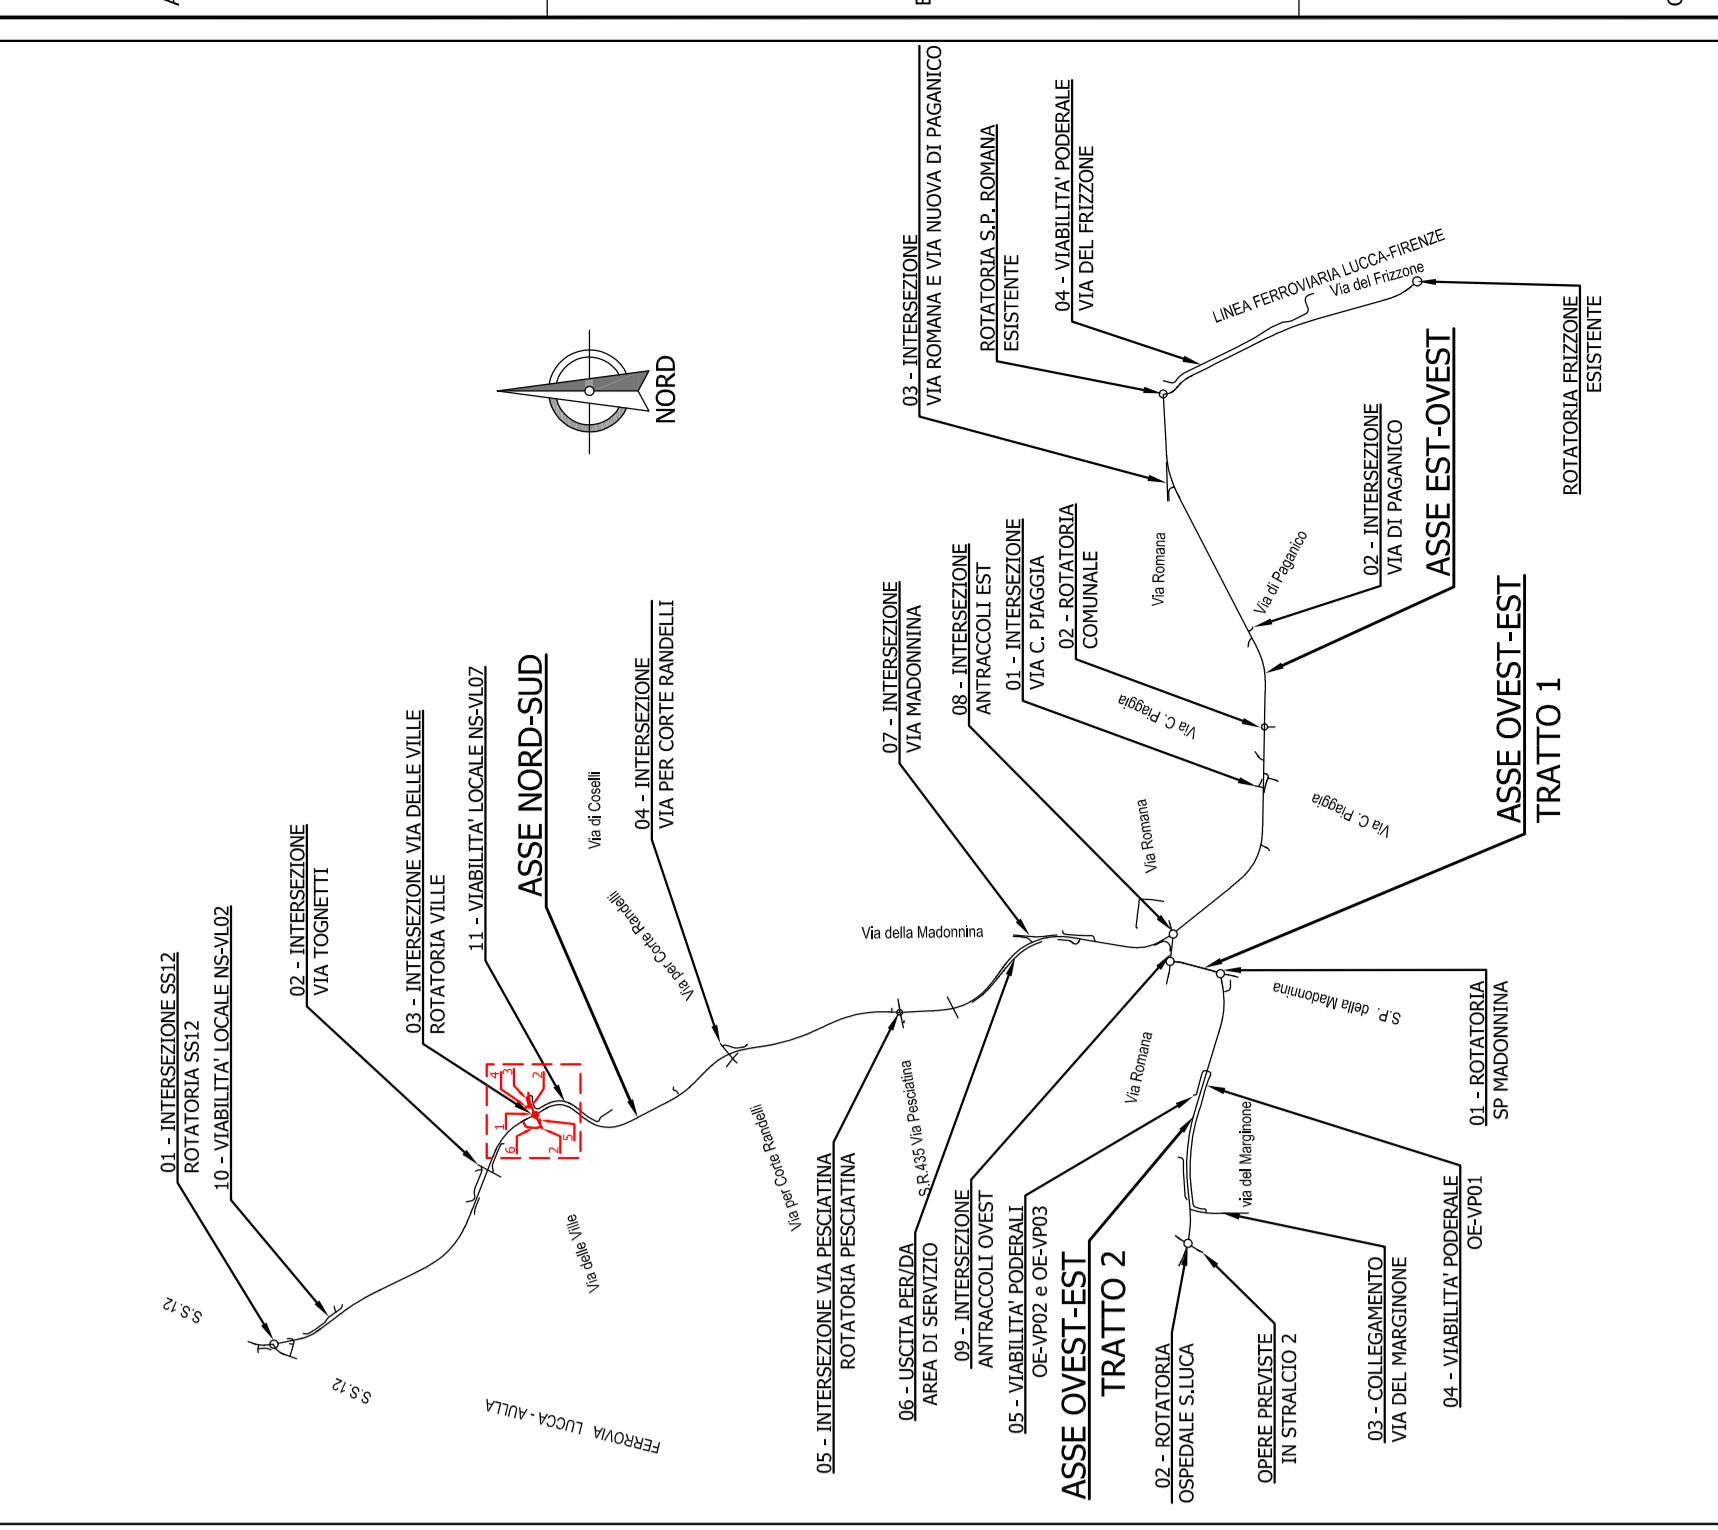 01 - INTERSEZIONE SS12
ROTATORIA SS12
10 - VIABILITA' LOCALE NS-VL02
02 - INTERSEZIONE
VIA TOGNETTI
03 - INTERSEZIONE VIA DELLE VILLE
ROTATORIA VILLE
11 - VIABILITA' LOCALE NS-VL07
ASSE NORD-SUD
04 - INTERSEZIONE
VIA PER CORTE RANDELLI
NORD
S.S.12
S.S.12
FERROVIA LUCCA - AULLA
Via delle Ville
Via di Coselli
Via per Corte Randelli
Via per Corte Randelli
1
2
3
4
5
6
2
05 - INTERSEZIONE VIA PESCIATINA
ROTATORIA PESCIATINA
06 - USCITA PER/DA
AREA DI SERVIZIO
S.R.435 Via Pesciatina
Via della Madonnina
07 - INTERSEZIONE
VIA MADONNINA
08 - INTERSEZIONE
ANTRACCOLI EST
09 - INTERSEZIONE
ANTRACCOLI OVEST
01 - INTERSEZIONE
VIA C. PIAGGIA
02 - ROTATORIA
COMUNALE
03 - INTERSEZIONE
VIA ROMANA E VIA NUOVA DI PAGANICO
ROTATORIA S.P. ROMANA
ESISTENTE
04 - VIABILITA' PODERALE
VIA DEL FRIZZONE
LINEA FERROVIARIA LUCCA-FIRENZE
Via del Frizzone
ROTATORIA FRIZZONE
ESISTENTE
02 - INTERSEZIONE
VIA DI PAGANICO
ASSE EST-OVEST
Via Romana
Via di Paganico
Via C. Piaggia
Via C. Piaggia
Via Romana
Via Romana
ASSE OVEST-EST
TRATTO 1
S.P. della Madonnina
01 - ROTATORIA
SP MADONNINA
05 - VIABILITA' PODERALI
OE-VP02 e OE-VP03
ASSE OVEST-EST
TRATTO 2
via del Marginone
02 - ROTATORIA
OSPEDALE S.LUCA
OPERE PREVISTE
IN STRALCIO 2
03 - COLLEGAMENTO
VIA DEL MARGINONE
04 - VIABILITA' PODERALE
OE-VP01